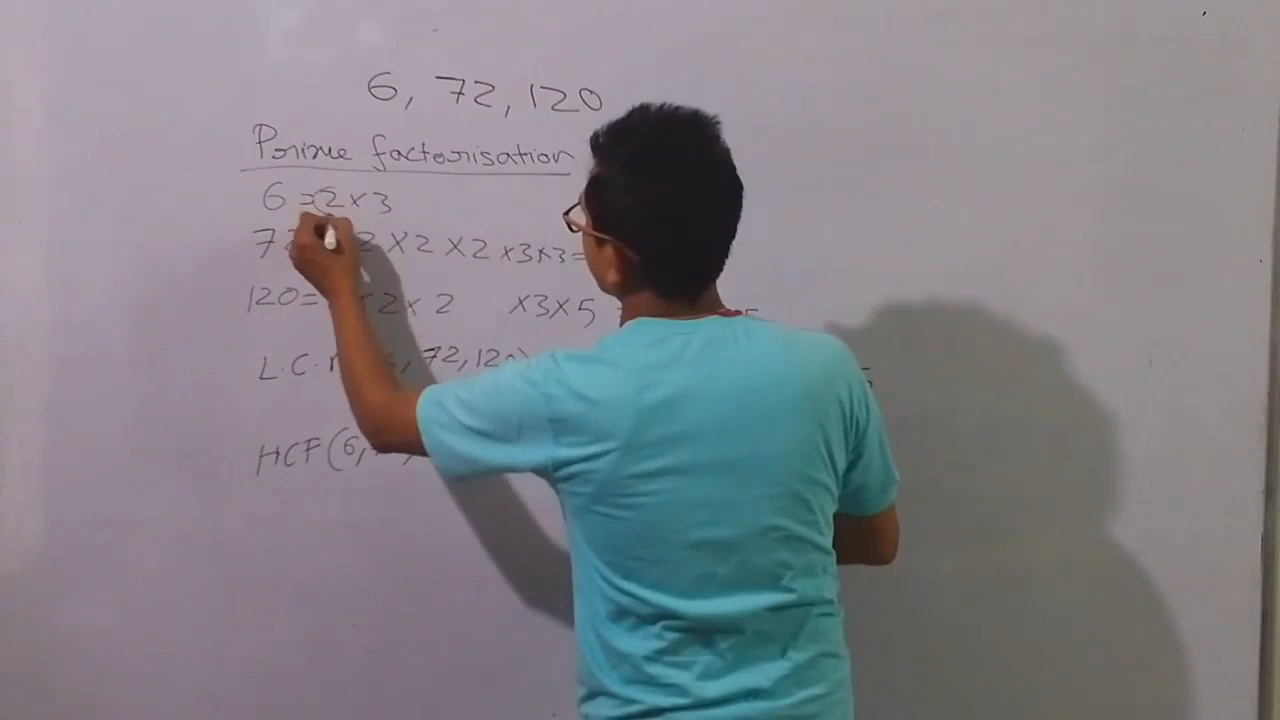 6, 72, 120
Prime factorisation
6 = 2 × 3
72 2 × 2 × 2 × 3 × 3 =
120 = × 2 × 2 × 3 × 5
L.C. , 72, 120
HCF (6,